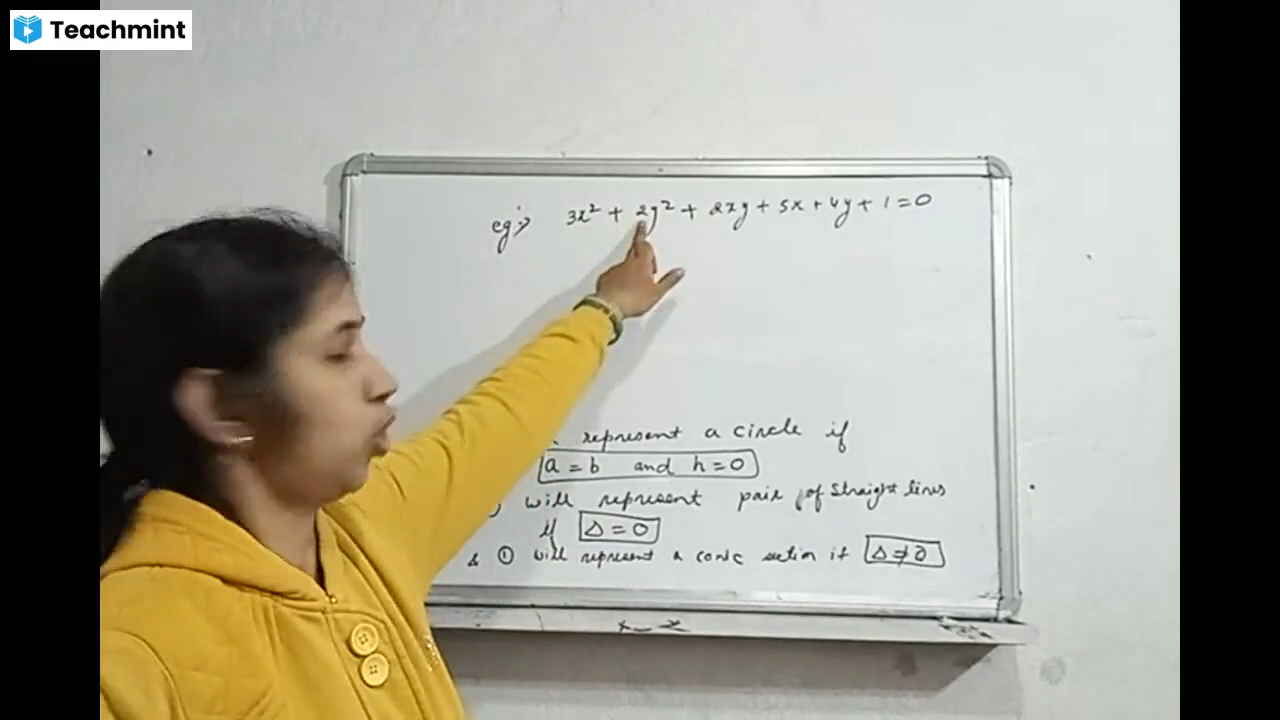 Teachmint
eg:→ 3x² + 2y² + 2xy + 5x + 4y + 1 = 0
represent a circle if
a = b and h = 0
will represent pair of straight lines
if Δ = 0
& ① will represent a conic section if Δ ≠ 0